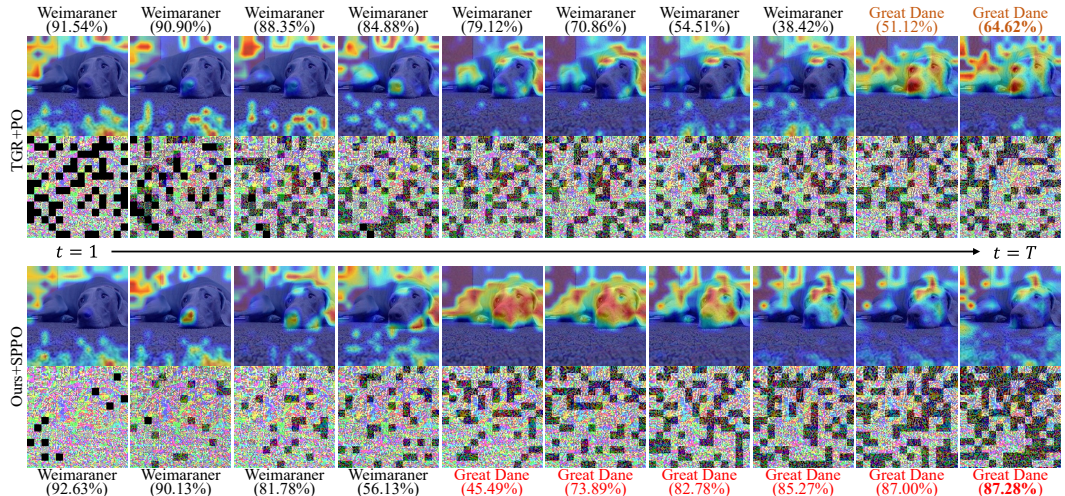 Weimaraner Weimaraner Weimaraner Weimaraner Weimaraner Weimaraner Weimaraner Weimaraner Great Dane Great Dane
(91.54%) (90.90%) (88.35%) (84.88%) (79.12%) (70.86%) (54.51%) (38.42%) (51.12%) (64.62%)
TGR+PO
t = 1 t = T
Ours+SPPO
Weimaraner Weimaraner Weimaraner Weimaraner Great Dane Great Dane Great Dane Great Dane Great Dane Great Dane
(92.63%) (90.13%) (81.78%) (56.13%) (45.49%) (73.89%) (82.78%) (85.27%) (87.00%) (87.28%)